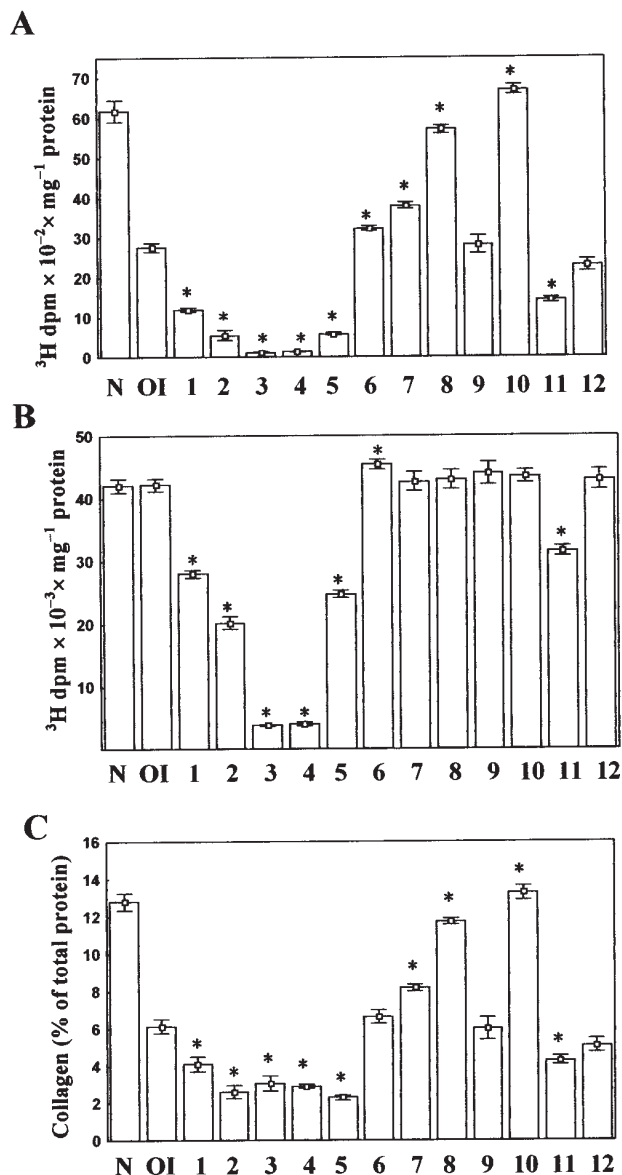 A
³H dpm × 10⁻² × mg⁻¹ protein
70
60
50
40
30
20
10
0
* * * * * * * * * *
N OI 1 2 3 4 5 6 7 8 9 10 11 12
B
³H dpm × 10⁻³ × mg⁻¹ protein
50
40
30
20
10
* * * * * * *
N OI 1 2 3 4 5 6 7 8 9 10 11 12
C
Collagen (% of total protein)
16
14
12
10
8
6
4
2
0
* * * * * * * * *
N OI 1 2 3 4 5 6 7 8 9 10 11 12